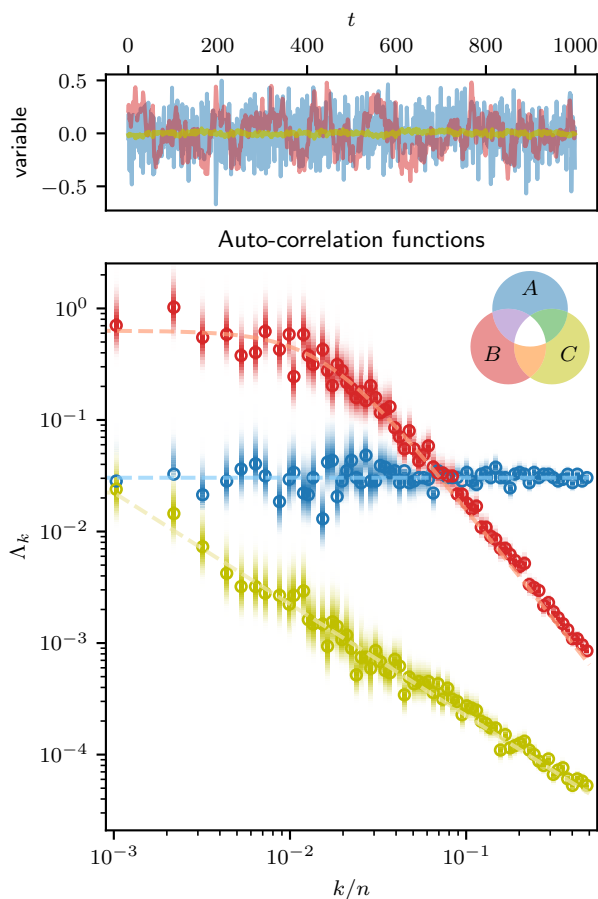 t
0 200 400 600 800 1000
variable
0.5
0.0
−0.5
Auto-correlation functions
A
B
C
Λ_k
10^0
10^{-1}
10^{-2}
10^{-3}
10^{-4}
10^{-3} 10^{-2} 10^{-1}
k/n